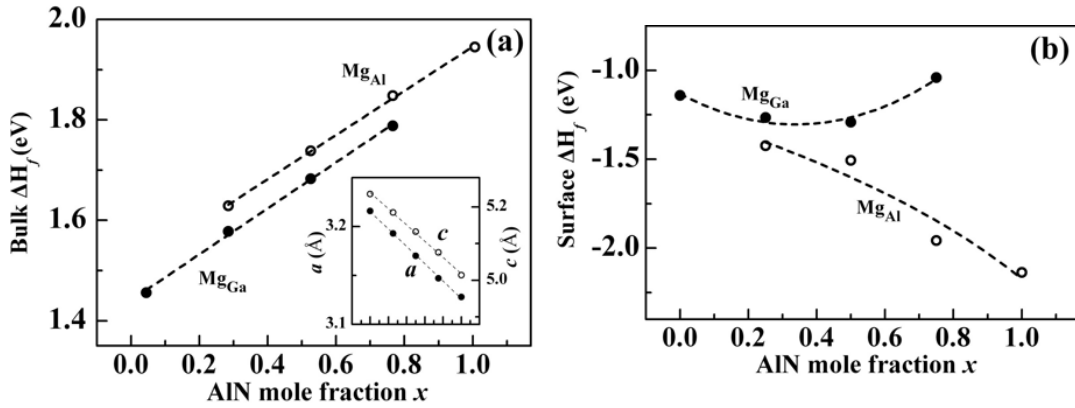 (a)
2.0
1.8
1.6
1.4
Bulk ΔH_f (eV)
Mg_Al
Mg_Ga
0.0 0.2 0.4 0.6 0.8 1.0
AlN mole fraction x
a (Å)
3.2
3.1
c
a
5.2
5.0
c (Å)
(b)
-1.0
-1.5
-2.0
Surface ΔH_f (eV)
Mg_Ga
Mg_Al
0.0 0.2 0.4 0.6 0.8 1.0
AlN mole fraction x